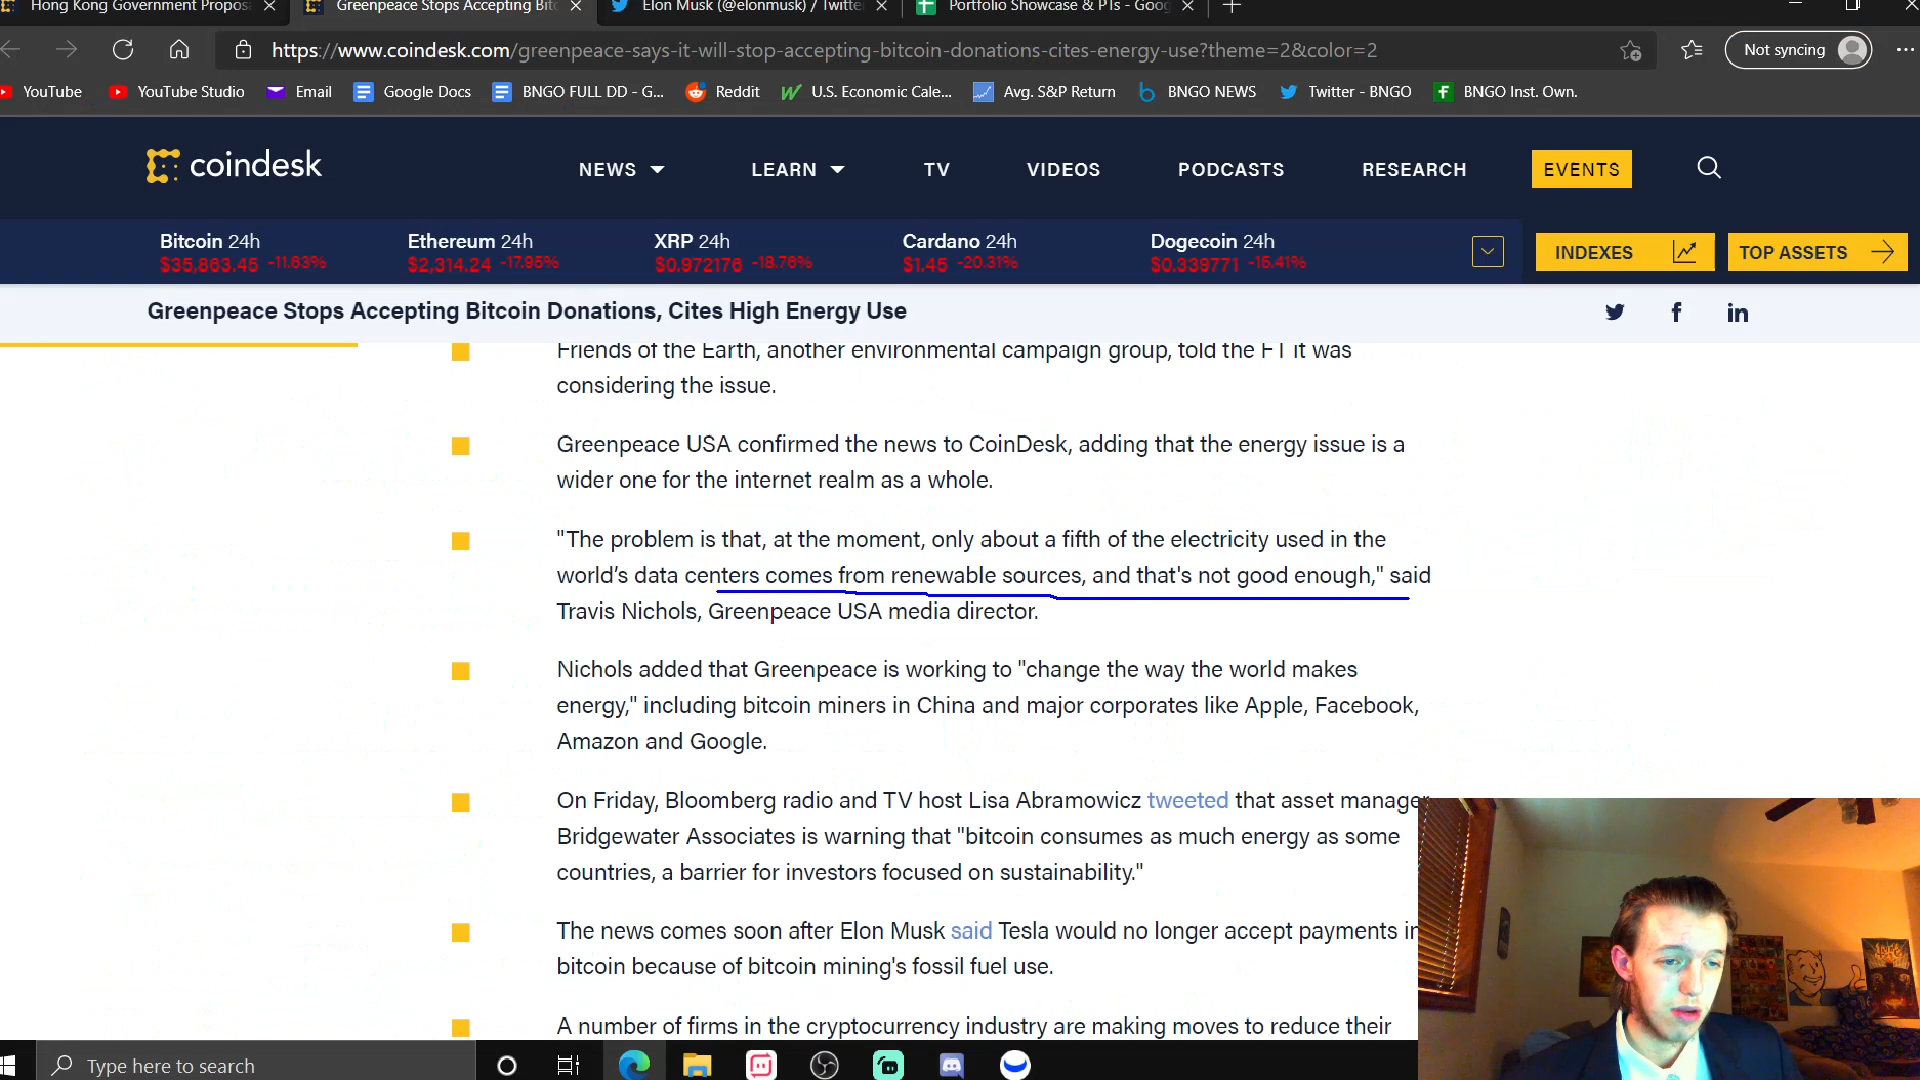 Hong Kong Government Propos
Greenpeace Stops Accepting Bitc
Elon Musk (@elonmusk) / Twitte
Portfolio Showcase & PTs - Goog
https://www.coindesk.com/greenpeace-says-it-will-stop-accepting-bitcoin-donations-cites-energy-use?theme=2&color=2
Not syncing
YouTube
YouTube Studio
Email
Google Docs
BNGO FULL DD - G...
Reddit
U.S. Economic Cale...
Avg. S&P Return
BNGO NEWS
Twitter - BNGO
BNGO Inst. Own.
coindesk
NEWS
LEARN
TV
VIDEOS
PODCASTS
RESEARCH
EVENTS
Bitcoin 24h
$35,863.45 -11.63%
Ethereum 24h
$2,314.24 -17.95%
XRP 24h
$0.972176 -18.76%
Cardano 24h
$1.45 -20.31%
Dogecoin 24h
$0.339771 -15.41%
INDEXES
TOP ASSETS
Greenpeace Stops Accepting Bitcoin Donations, Cites High Energy Use
Friends of the Earth, another environmental campaign group, told the FT it was
considering the issue.
Greenpeace USA confirmed the news to CoinDesk, adding that the energy issue is a
wider one for the internet realm as a whole.
"The problem is that, at the moment, only about a fifth of the electricity used in the
world's data centers comes from renewable sources, and that's not good enough," said
Travis Nichols, Greenpeace USA media director.
Nichols added that Greenpeace is working to "change the way the world makes
energy," including bitcoin miners in China and major corporates like Apple, Facebook,
Amazon and Google.
On Friday, Bloomberg radio and TV host Lisa Abramowicz tweeted that asset manager
Bridgewater Associates is warning that "bitcoin consumes as much energy as some
countries, a barrier for investors focused on sustainability."
The news comes soon after Elon Musk said Tesla would no longer accept payments in
bitcoin because of bitcoin mining's fossil fuel use.
A number of firms in the cryptocurrency industry are making moves to reduce their
Type here to search